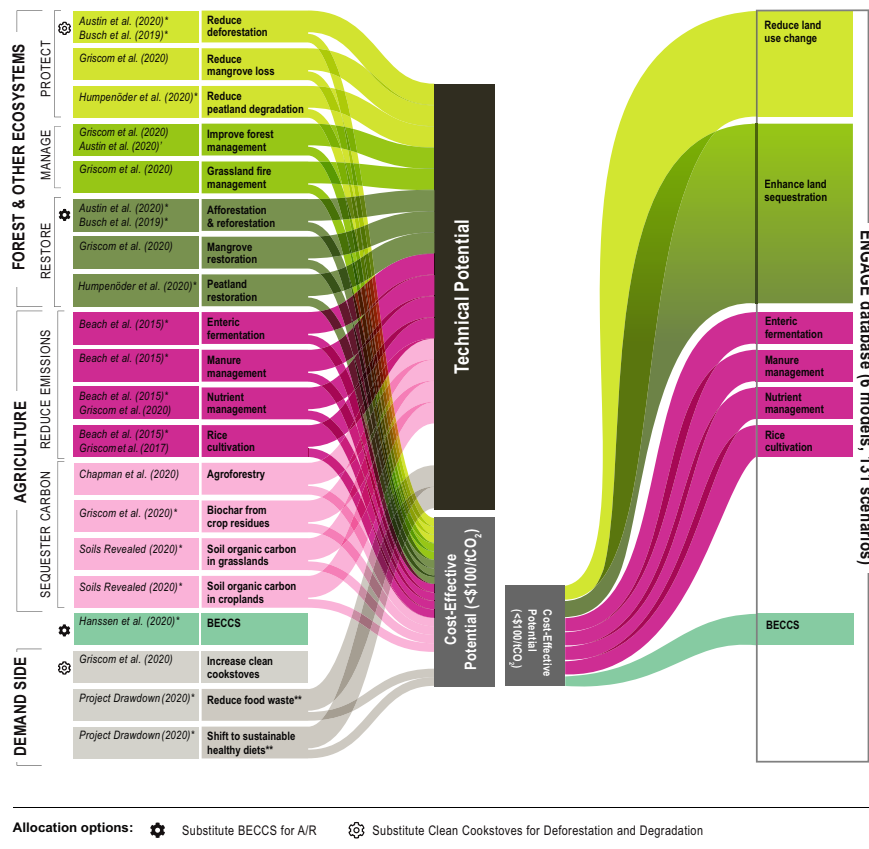 FOREST & OTHER ECOSYSTEMS
PROTECT
Austin et al. (2020)*
Busch et al. (2019)*
Reduce
deforestation
Griscom et al. (2020)
Reduce
mangrove loss
Humpenöder et al. (2020)*
Reduce
peatland degradation
MANAGE
Griscom et al. (2020)
Austin et al. (2020)'
Improve forest
management
Griscom et al. (2020)
Grassland fire
management
RESTORE
Austin et al. (2020)*
Busch et al. (2019)*
Afforestation
& reforestation
Griscom et al. (2020)
Mangrove
restoration
Humpenöder et al. (2020)*
Peatland
restoration
AGRICULTURE
REDUCE EMISSIONS
Beach et al. (2015)*
Enteric
fermentation
Beach et al. (2015)*
Manure
management
Beach et al. (2015)*
Griscom et al. (2020)
Nutrient
management
Beach et al. (2015)*
Griscom et al. (2017)
Rice
cultivation
SEQUESTER CARBON
Chapman et al. (2020)
Agroforestry
Griscom et al. (2020)*
Biochar from
crop residues
Soils Revealed (2020)*
Soil organic carbon
in grasslands
Soils Revealed (2020)*
Soil organic carbon
in croplands
Hanssen et al. (2020)*
BECCS
DEMAND SIDE
Griscom et al. (2020)
Increase clean
cookstoves
Project Drawdown (2020)*
Reduce food waste**
Project Drawdown (2020)*
Shift to sustainable
healthy diets**
Technical Potential
Cost-Effective
Potential (<$100/tCO2)
Cost-Effective
Potential
(<$100/tCO2)
Reduce land
use change
Enhance land
sequestration
Enteric
fermentation
Manure
management
Nutrient
management
Rice
cultivation
BECCS
ENGAGE database (6 models, 131 scenarios)
Allocation options:
Substitute BECCS for A/R
Substitute Clean Cookstoves for Deforestation and Degradation